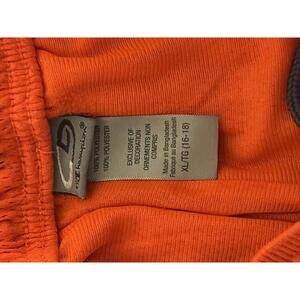 Champion®
100% POLYESTER
100% POLYESTER
EXCLUSIVE OF
DECORATION
ORNEMENTS NON
COMPRIS
Made in Bangladesh
Fabriqué au Bangladesh
XL/TG (16-18)